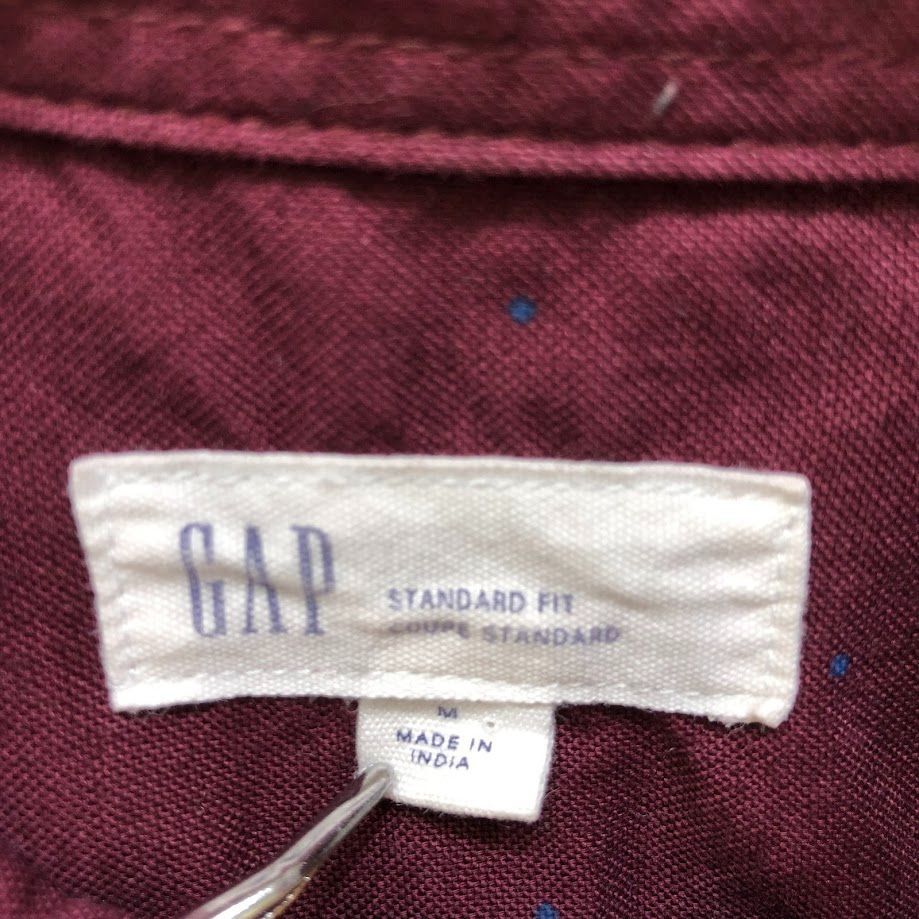 GAP
STANDARD FIT
COUPE STANDARD
M
MADE IN
INDIA